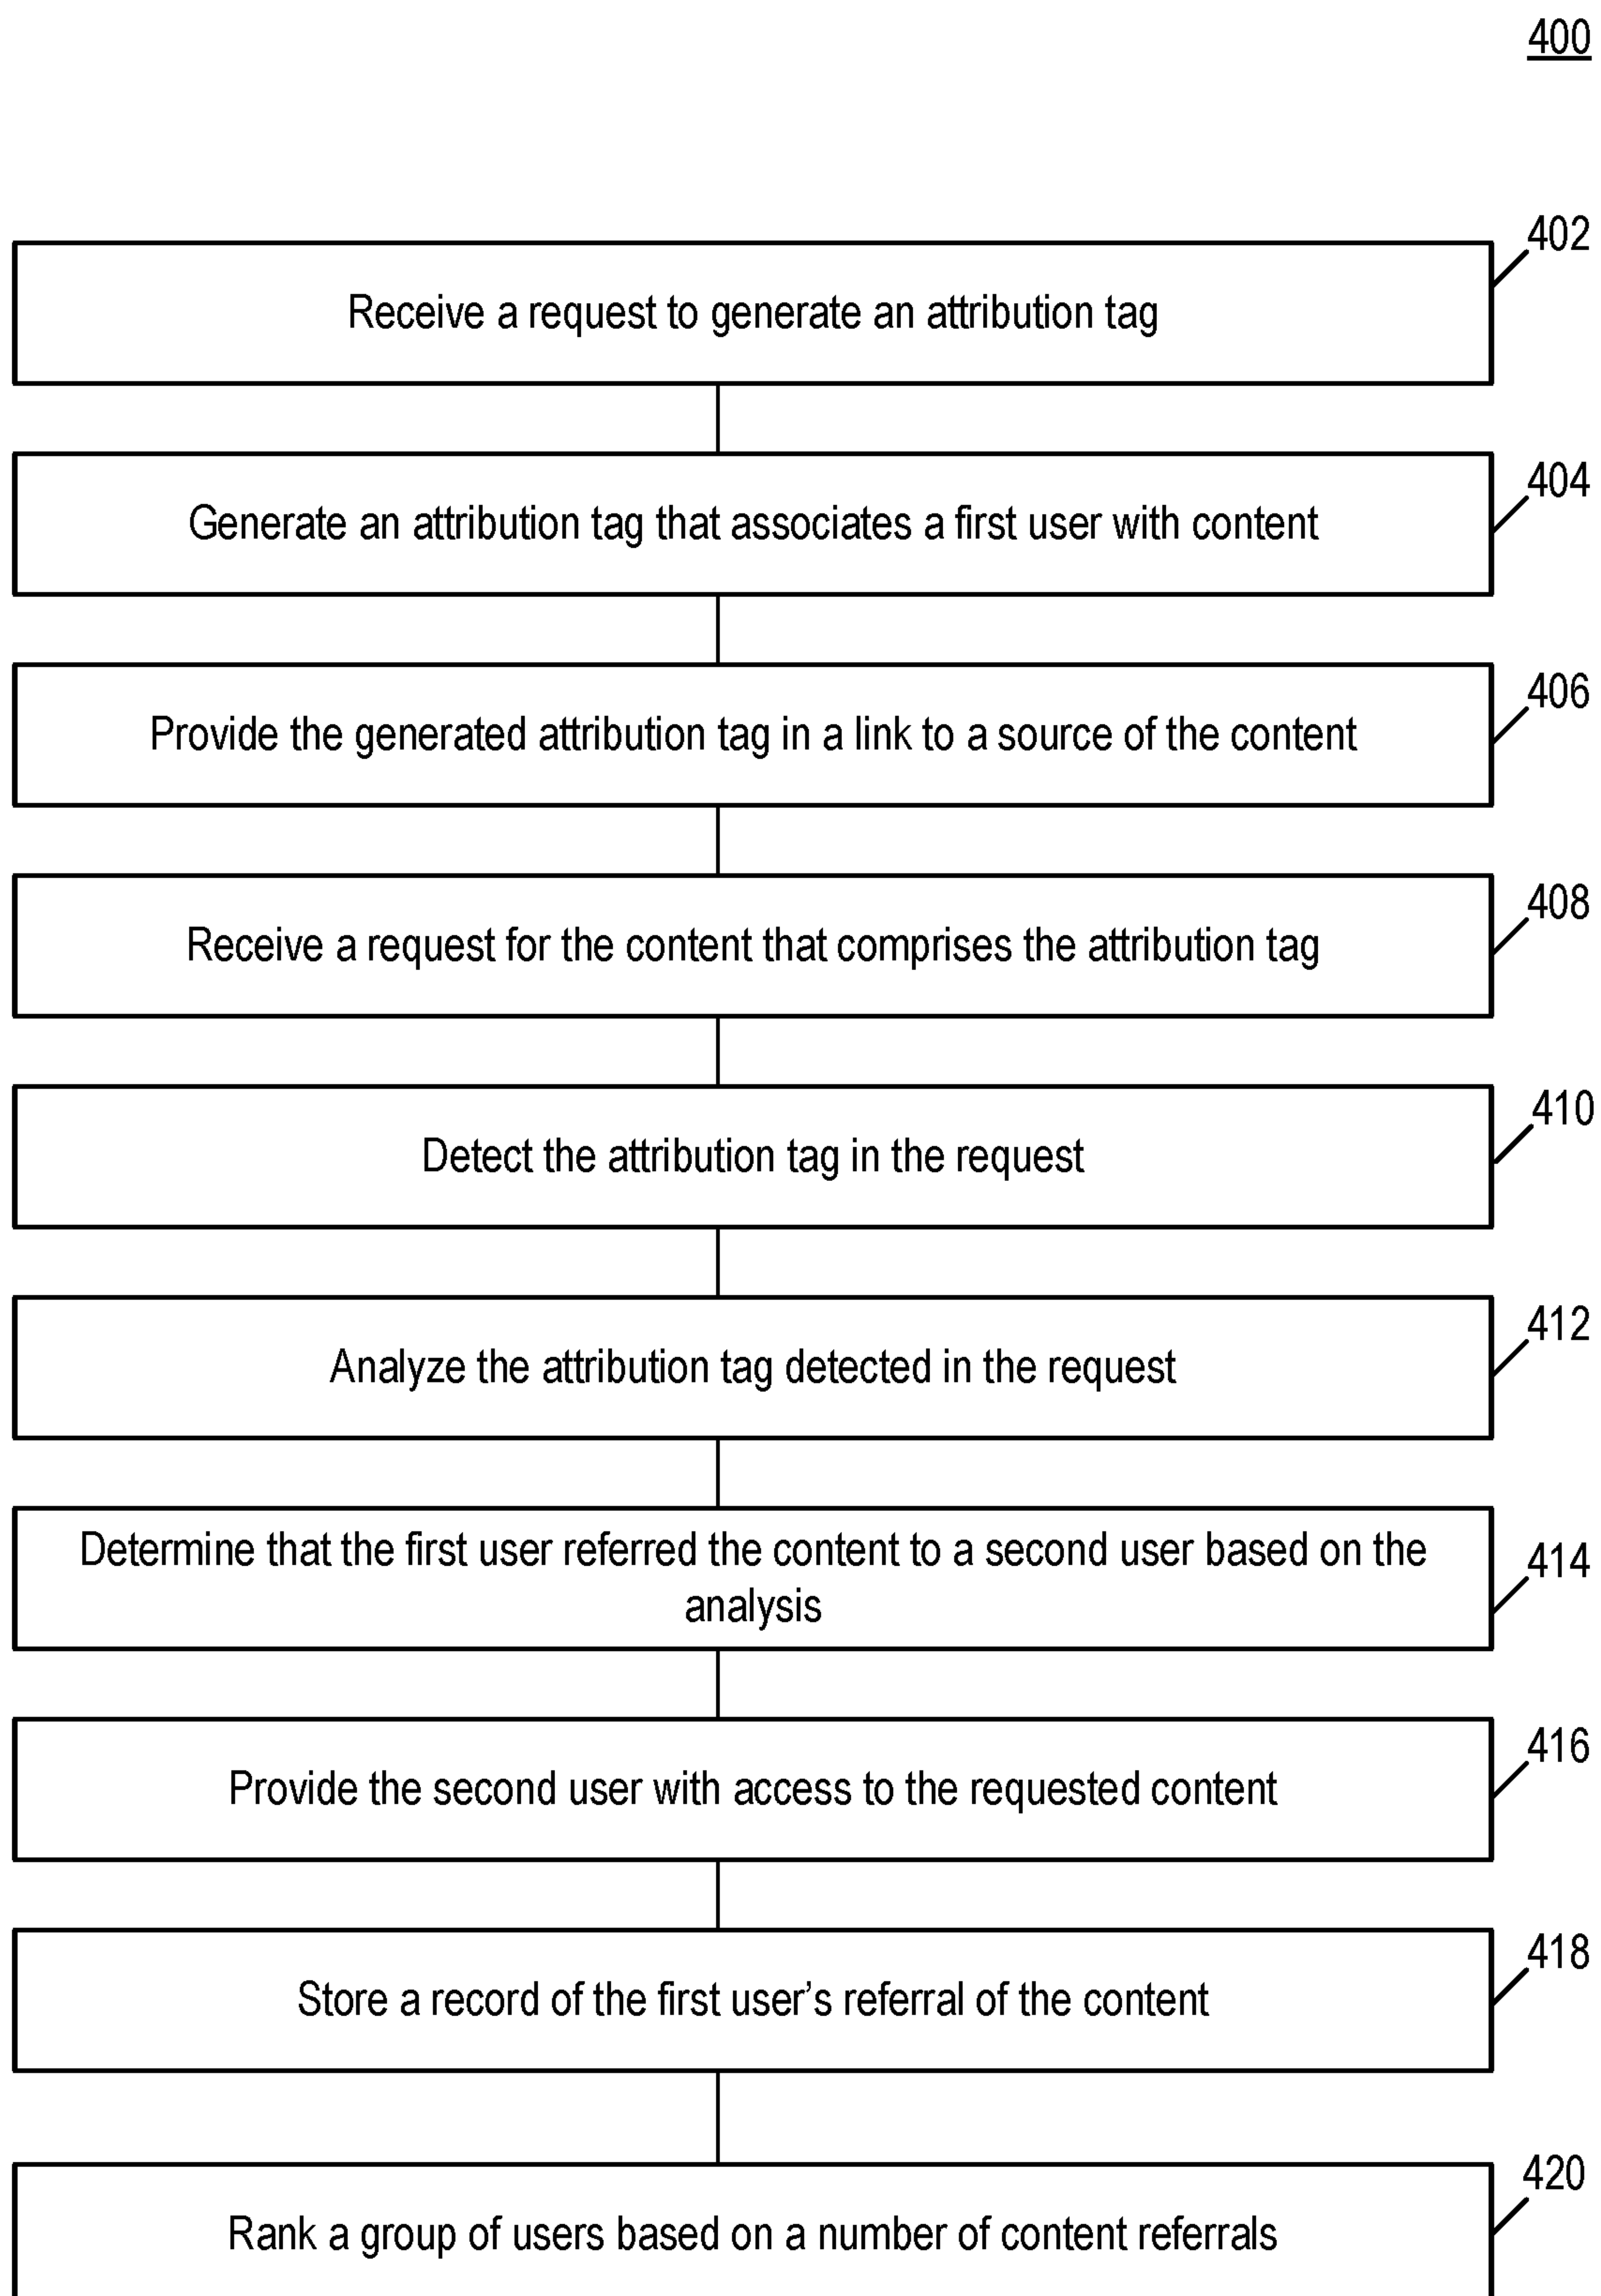 400
402
Receive a request to generate an attribution tag
404
Generate an attribution tag that associates a first user with content
406
Provide the generated attribution tag in a link to a source of the content
408
Receive a request for the content that comprises the attribution tag
410
Detect the attribution tag in the request
412
Analyze the attribution tag detected in the request
414
Determine that the first user referred the content to a second user based on the
analysis
416
Provide the second user with access to the requested content
418
Store a record of the first user’s referral of the content
420
Rank a group of users based on a number of content referrals